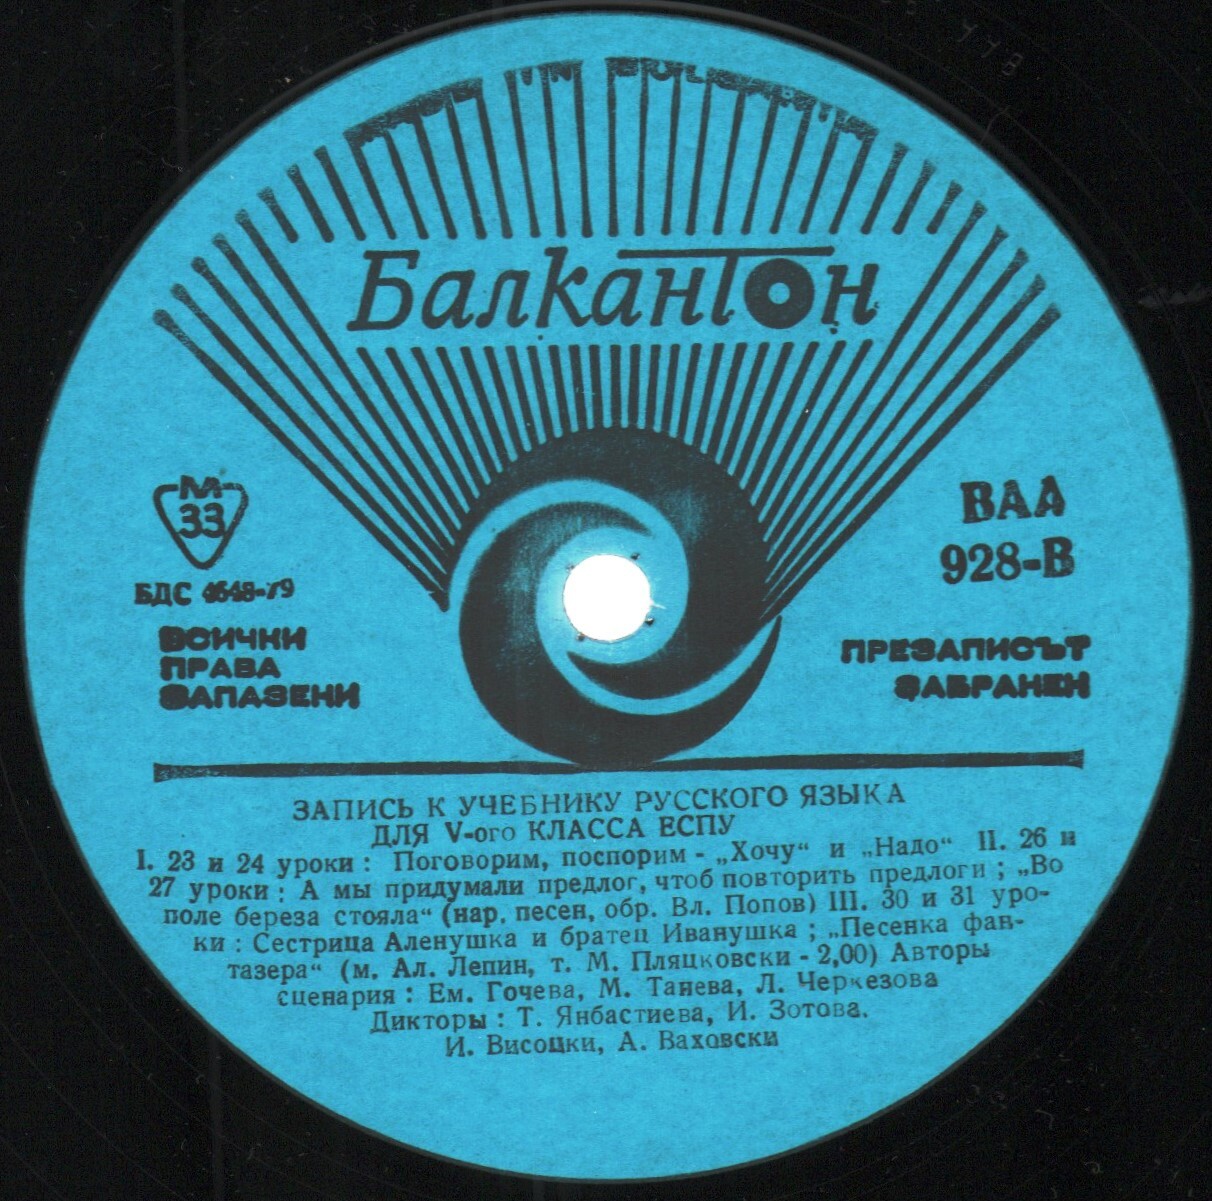 Балкантон
М
33
БДС 4648-79
ВСИЧКИ
ПРАВА
ЗАПАЗЕНИ
ВАА
928-В
ПРЕЗАПИСЪТ
ЗАБРАНЕН
ЗАПИСЬ К УЧЕБНИКУ РУССКОГО ЯЗЫКА
ДЛЯ V-ого КЛАССА ЕСПУ
I. 23 и 24 уроки : Поговорим, поспорим - „Хочу“ и „Надо“ II. 26 и
27 уроки : А мы придумали предлог, чтоб повторить предлоги ; „Во
поле береза стояла“ (нар. песен, обр. Вл. Попов) III. 30 и 31 уро-
ки : Сестрица Аленушка и братец Иванушка ; „Песенка фан-
тазера“ (м. Ал. Лепин, т. М. Пляцковски - 2,00) Авторы
сценария : Ем. Гочева, М. Танева, Л. Черкезова
Дикторы : Т. Янбастиева, И. Зотова.
И. Висоцки, А. Ваховски